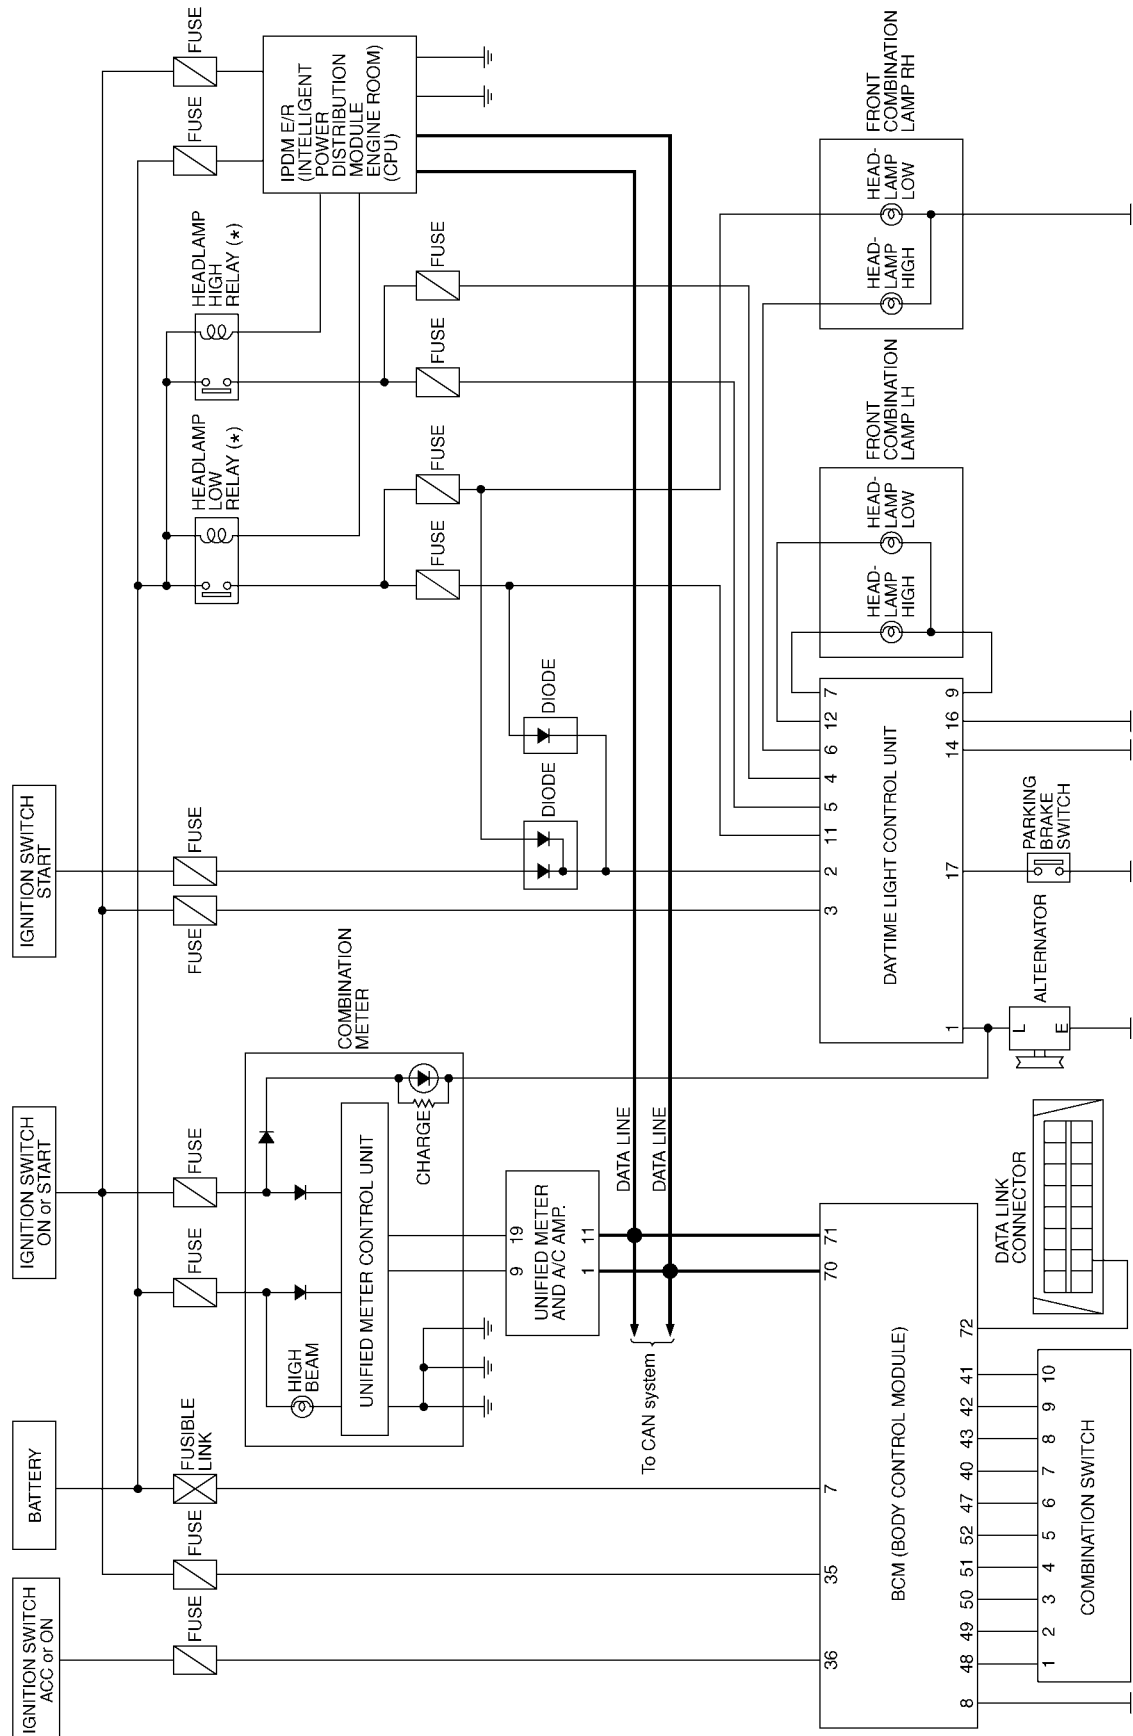 IGNITION SWITCH
ACC or ON
BATTERY
IGNITION SWITCH
ON or START
IGNITION SWITCH
START
FUSE
FUSE
FUSIBLE
LINK
FUSE
FUSE
FUSE
FUSE
HEADLAMP
LOW
RELAY (*)
HEADLAMP
HIGH
RELAY (*)
FUSE
FUSE
IPDM E/R
(INTELLIGENT
POWER
DISTRIBUTION
MODULE
ENGINE ROOM)
(CPU)
HIGH
BEAM
UNIFIED METER CONTROL UNIT
CHARGE
COMBINATION
METER
FUSE
FUSE
FUSE
FUSE
9
19
UNIFIED METER
AND A/C AMP.
1
11
DIODE
DIODE
To CAN system
DATA LINE
DATA LINE
36
35
7
70
71
BCM (BODY CONTROL MODULE)
8
48
49
50
51
52
47
40
43
42
41
72
1
2
3
4
5
6
7
8
9
10
COMBINATION SWITCH
DATA LINK
CONNECTOR
3
2
11
5
4
6
12
7
DAYTIME LIGHT CONTROL UNIT
1
17
14
16
9
L
E
ALTERNATOR
PARKING
BRAKE
SWITCH
HEAD-
LAMP
HIGH
HEAD-
LAMP
LOW
FRONT
COMBINATION
LAMP LH
HEAD-
LAMP
HIGH
HEAD-
LAMP
LOW
FRONT
COMBINATION
LAMP RH